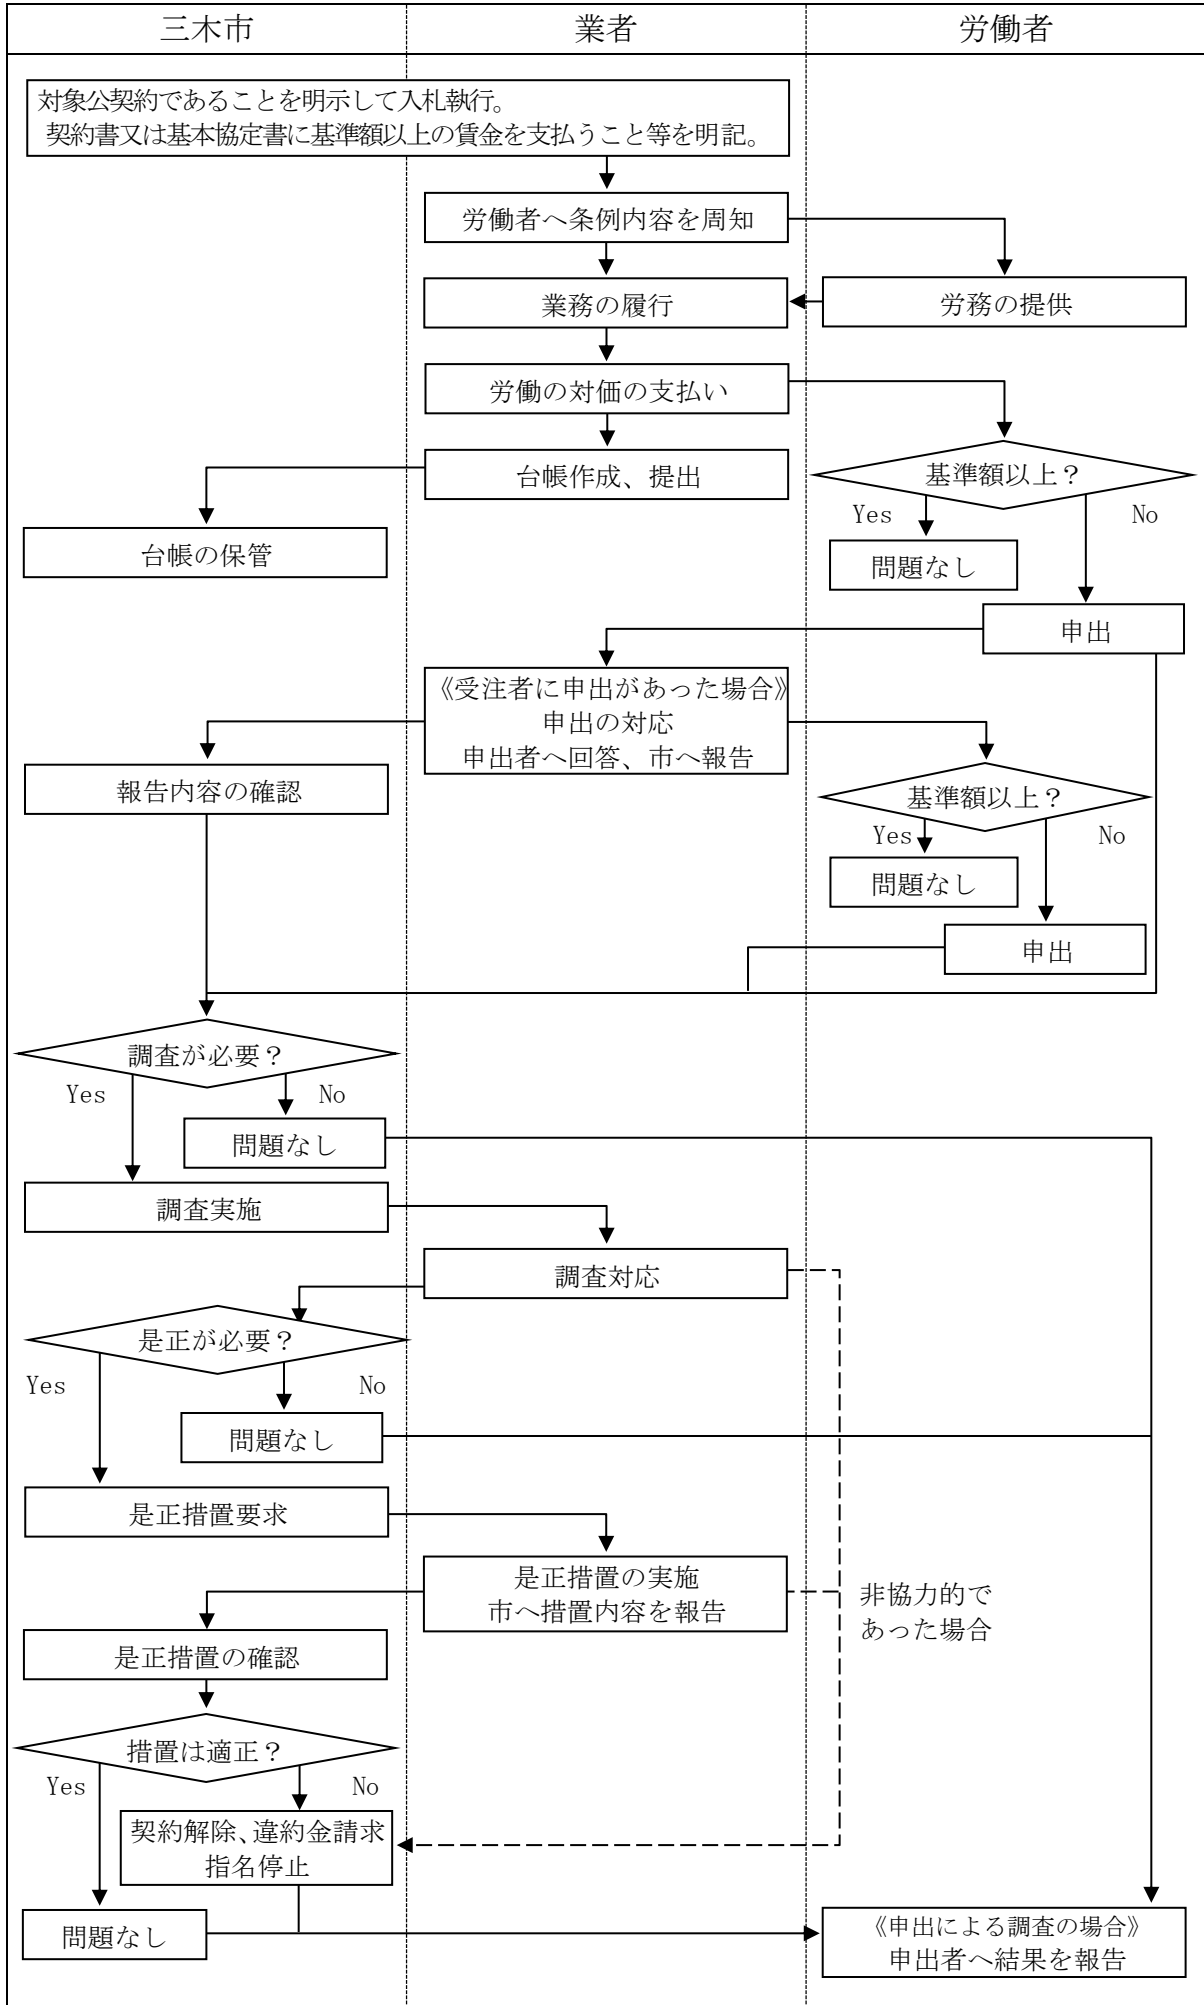 三木市
業者
労働者
対象公契約であることを明示して入札執行。
契約書又は基本協定書に基準額以上の賃金を支払うこと等を明記。
労働者へ条例内容を周知
業務の履行
労務の提供
労働の対価の支払い
台帳作成、提出
基準額以上？
Yes
No
台帳の保管
問題なし
申出
《受注者に申出があった場合》
申出の対応
申出者へ回答、市へ報告
報告内容の確認
基準額以上？
Yes
No
問題なし
申出
調査が必要？
Yes
No
問題なし
調査実施
調査対応
是正が必要？
Yes
No
問題なし
是正措置要求
是正措置の実施
市へ措置内容を報告
非協力的で
あった場合
是正措置の確認
措置は適正？
Yes
No
契約解除、違約金請求
指名停止
問題なし
《申出による調査の場合》
申出者へ結果を報告